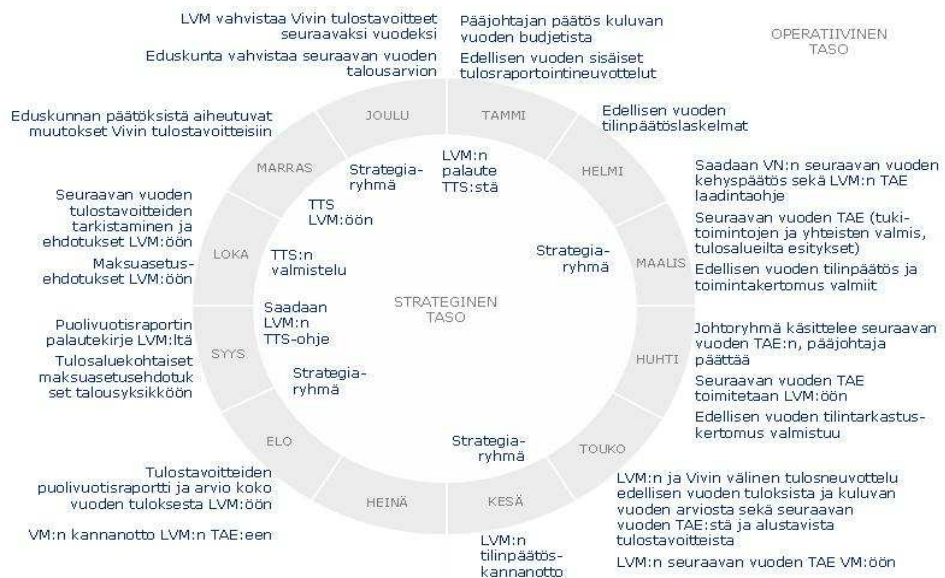 LVM vahvistaa Vivin tulostavoitteet
seuraavaksi vuodeksi
Eduskunta vahvistaa seuraavan vuoden
talousarvion
Pääjohtajan päätös kuluvan
vuoden budjetista
Edellisen vuoden sisäiset
tulosraportointineuvottelut
OPERATIIVINEN
TASO
Eduskunnan päätöksistä aiheutuvat
muutokset Vivin tulostavoitteisiin
JOULU
TAMMI
Edellisen vuoden
tilinpäätöslaskelmat
MARRAS
HELMI
Strategia-
ryhmä
LVM:n
palaute
TTS:stä
Saadaan VN:n seuraavan vuoden
kehyspäätös sekä LVM:n TAE
laadintaohje
Seuraavan vuoden TAE (tuki-
toimintojen ja yhteisten valmis,
tulosalueilta esitykset)
Edellisen vuoden tilinpäätös ja
toimintakertomus valmiit
Seuraavan vuoden
tulostavoitteiden
tarkistaminen ja
ehdotukset LVM:öön
Maksuasetus-
ehdotukset LVM:öön
TTS
LVM:öön
LOKA
TTS:n
valmistelu
Strategia-
ryhmä
MAALIS
STRATEGINEN
TASO
Saadaan
LVM:n
TTS-ohje
Puolivuotisraportin
palautekirje LVM:ltä
Tulosaluekohtaiset
maksuasetusehdotuk
set talousyksikköön
SYYS
Strategia-
ryhmä
HUHTI
Johtoryhmä käsittelee seuraavan
vuoden TAE:n, pääjohtaja
päättää
Seuraavan vuoden TAE
toimitetaan LVM:öön
Edellisen vuoden tilintarkastus-
kertomus valmistuu
ELO
Strategia-
ryhmä
TOUKO
Tulostavoitteiden
puolivuotisraportti ja arvio koko
vuoden tuloksesta LVM:öön
VM:n kannanotto LVM:n TAE:een
HEINÄ
KESÄ
LVM:n
tilinpäätös-
kannanotto
LVM:n ja Vivin välinen tulosneuvottelu
edellisen vuoden tuloksista ja kuluvan
vuoden arviosta sekä seuraavan
vuoden TAE:stä ja alustavista
tulostavoitteista
LVM:n seuraavan vuoden TAE VM:öön